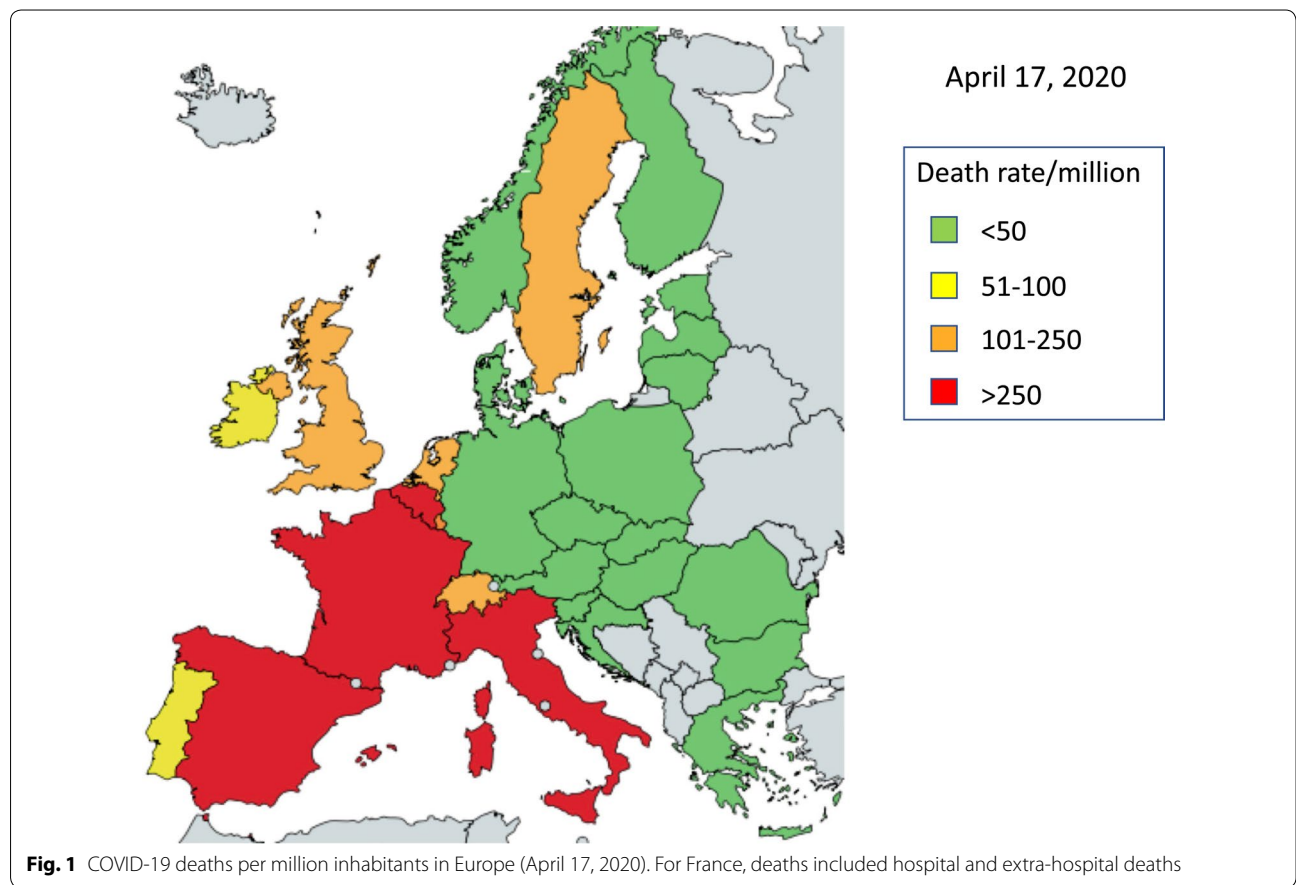 April 17, 2020
Death rate/million
<50
51-100
101-250
>250
Fig. 1 COVID-19 deaths per million inhabitants in Europe (April 17, 2020). For France, deaths included hospital and extra-hospital deaths